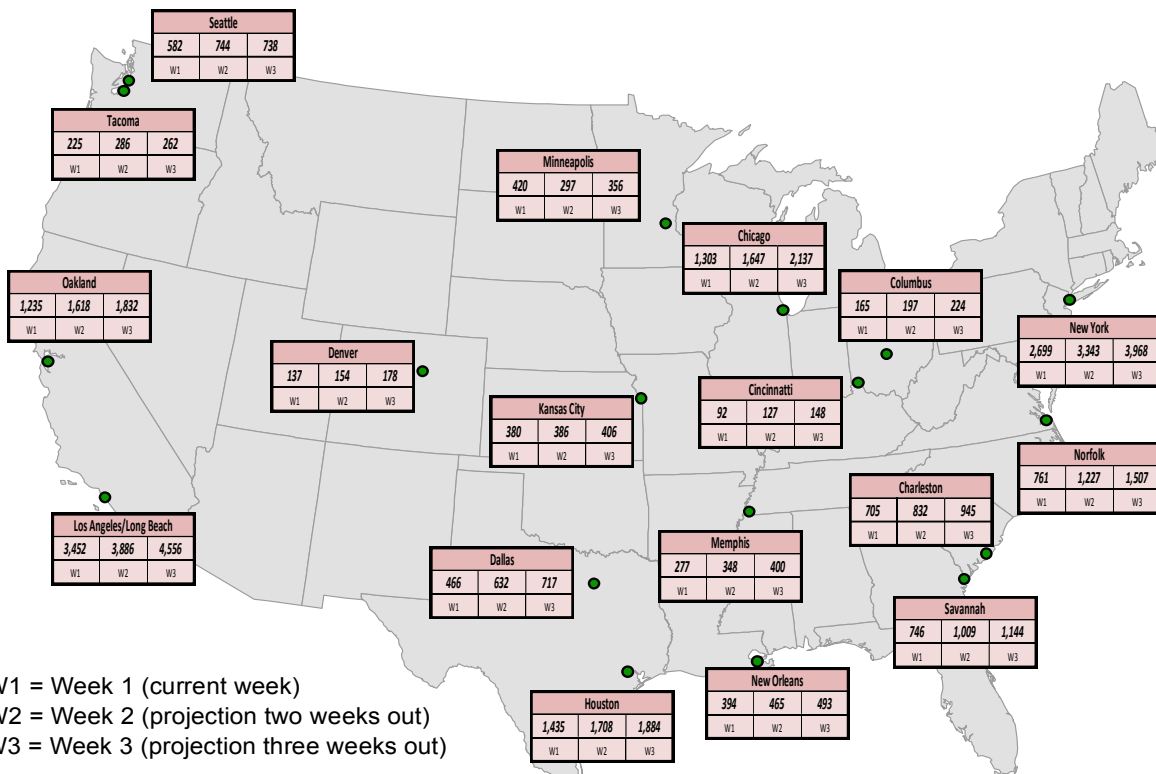 Seattle
582 744 738
W1 W2 W3
Tacoma
225 286 262
W1 W2 W3
Minneapolis
420 297 356
W1 W2 W3
Chicago
1,303 1,647 2,137
W1 W2 W3
Oakland
1,235 1,618 1,832
W1 W2 W3
Columbus
165 197 224
W1 W2 W3
New York
2,699 3,343 3,968
W1 W2 W3
Denver
137 154 178
W1 W2 W3
Cincinnatti
92 127 148
W1 W2 W3
Kansas City
380 386 406
W1 W2 W3
Norfolk
761 1,227 1,507
W1 W2 W3
Charleston
705 832 945
W1 W2 W3
Los Angeles/Long Beach
3,452 3,886 4,556
W1 W2 W3
Memphis
277 348 400
W1 W2 W3
Dallas
466 632 717
W1 W2 W3
Savannah
746 1,009 1,144
W1 W2 W3
New Orleans
394 465 493
W1 W2 W3
Houston
1,435 1,708 1,884
W1 W2 W3
W1 = Week 1 (current week)
W2 = Week 2 (projection two weeks out)
W3 = Week 3 (projection three weeks out)